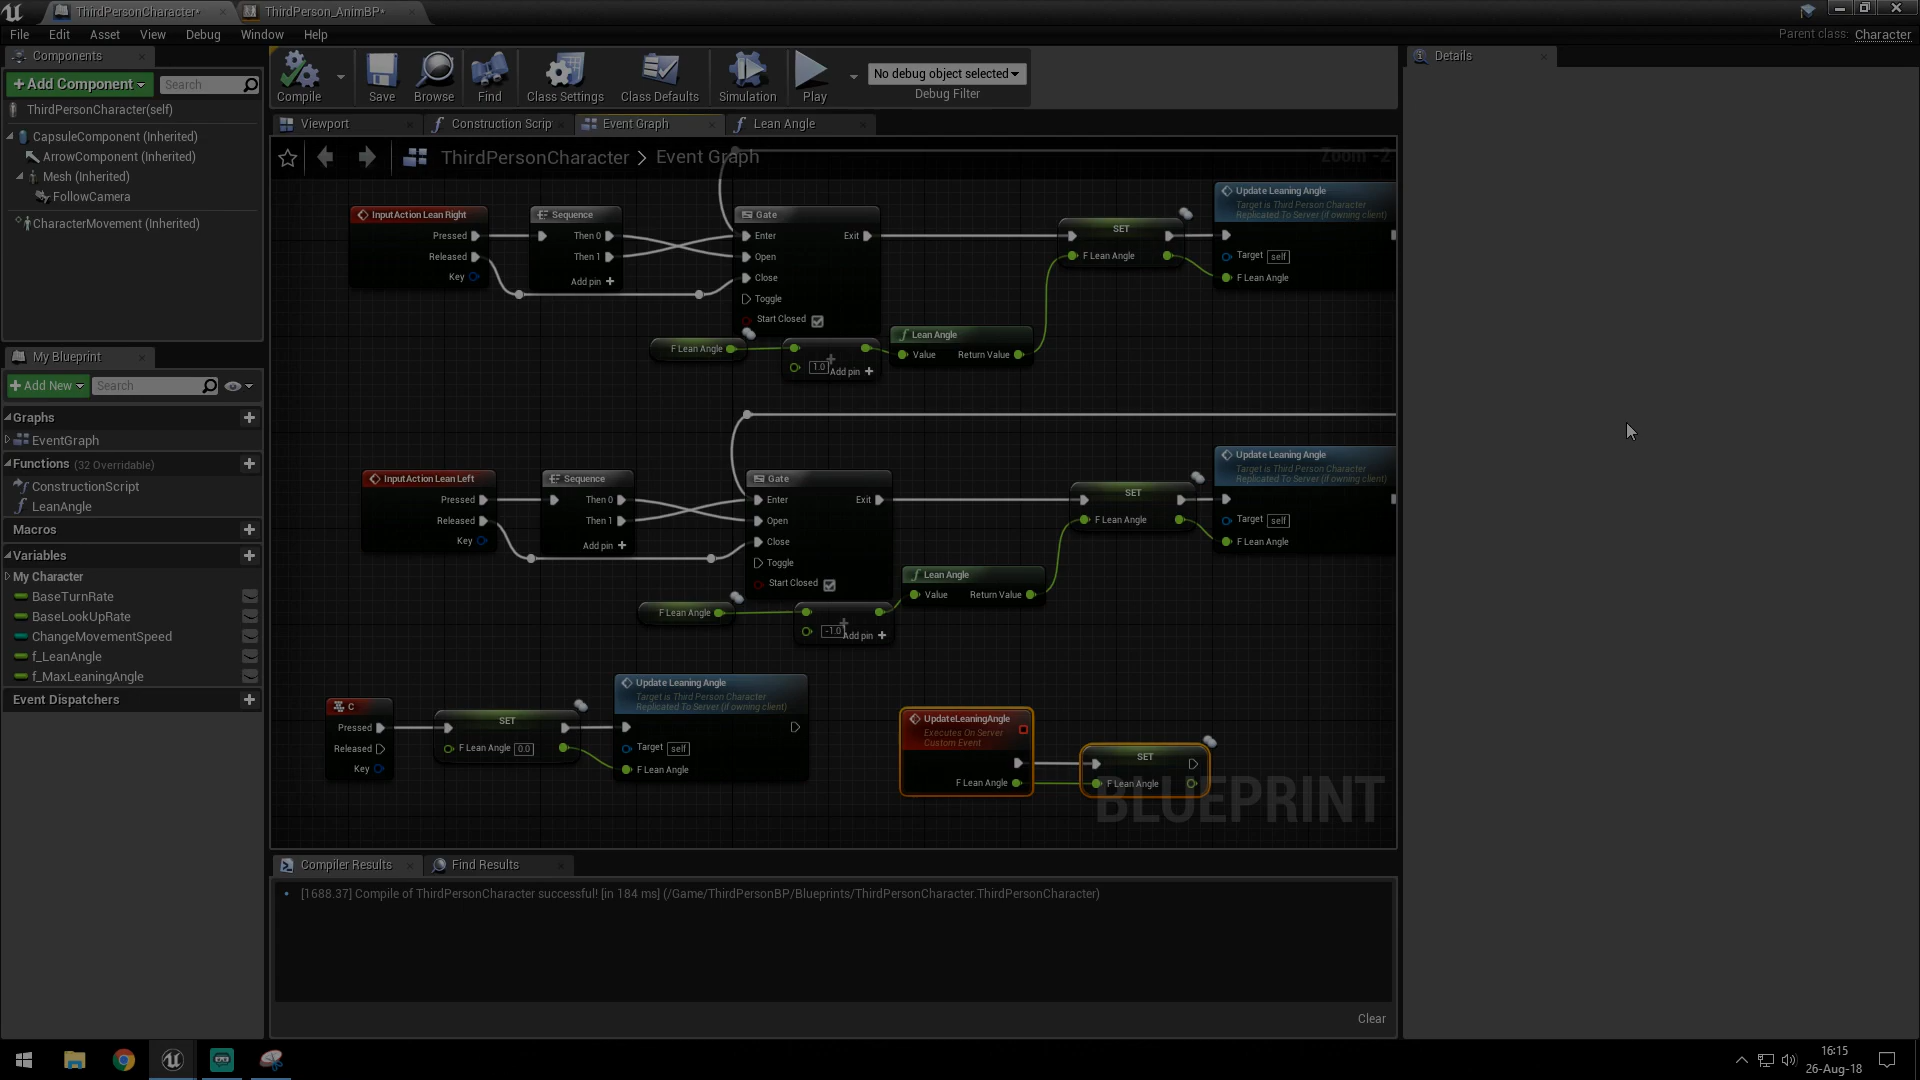 ThirdPersonCharacter*
ThirdPerson_AnimBP*
File Edit Asset View Debug Window Help
Parent class: Character
Components
+Add Component
Search
ThirdPersonCharacter(self)
CapsuleComponent (Inherited)
ArrowComponent (Inherited)
Mesh (Inherited)
FollowCamera
CharacterMovement (Inherited)
My Blueprint
+Add New
Search
Graphs
EventGraph
Functions (32 Overridable)
ConstructionScript
LeanAngle
Macros
Variables
My Character
BaseTurnRate
BaseLookUpRate
ChangeMovementSpeed
f_LeanAngle
f_MaxLeaningAngle
Event Dispatchers
Compile
Save
Browse
Find
Class Settings
Class Defaults
Simulation
Play
No debug object selected
Debug Filter
Viewport
Construction Scrip
Event Graph
Lean Angle
ThirdPersonCharacter > Event Graph
Zoom -2
InputAction Lean Right
Pressed
Released
Key
Sequence
Then 0
Then 1
Add pin +
Gate
Enter
Exit
Open
Close
Toggle
Start Closed
F Lean Angle
1.0
Add pin +
Lean Angle
Value
Return Value
SET
F Lean Angle
Update Leaning Angle
Target is Third Person Character
Replicated To Server (if owning client)
Target self
F Lean Angle
InputAction Lean Left
Pressed
Released
Key
Sequence
Then 0
Then 1
Add pin +
Gate
Enter
Exit
Open
Close
Toggle
Start Closed
F Lean Angle
-1.0
Add pin +
Lean Angle
Value
Return Value
SET
F Lean Angle
Update Leaning Angle
Target is Third Person Character
Replicated To Server (if owning client)
Target self
F Lean Angle
C
Pressed
Released
Key
SET
F Lean Angle 0.0
Update Leaning Angle
Target is Third Person Character
Replicated To Server (if owning client)
Target self
F Lean Angle
UpdateLeaningAngle
Executes On Server
Custom Event
F Lean Angle
SET
F Lean Angle
BLUEPRINT
Compiler Results
Find Results
[1688.37] Compile of ThirdPersonCharacter successful! [in 184 ms] (/Game/ThirdPersonBP/Blueprints/ThirdPersonCharacter.ThirdPersonCharacter)
Clear
Details
16:15
26-Aug-18